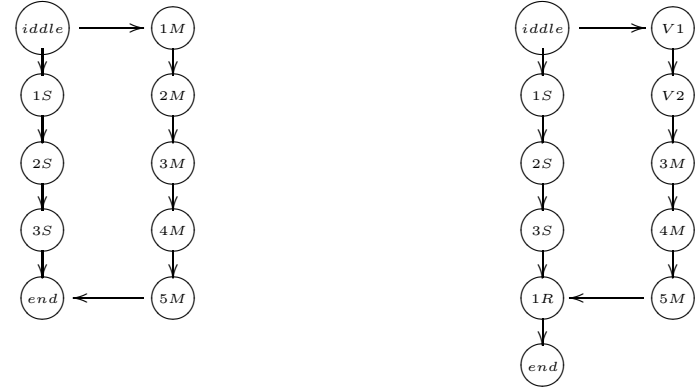 iddle 1M
1S 2M
2S 3M
3S 4M
end 5M
iddle V1
1S V2
2S 3M
3S 4M
1R 5M
end